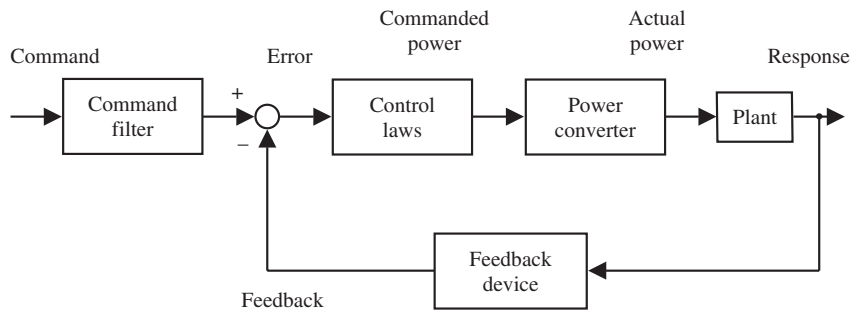 Commanded
power
Actual
power
Command
Error
Response
+
Command
filter
Control
laws
Power
converter
Plant
−
Feedback
device
Feedback